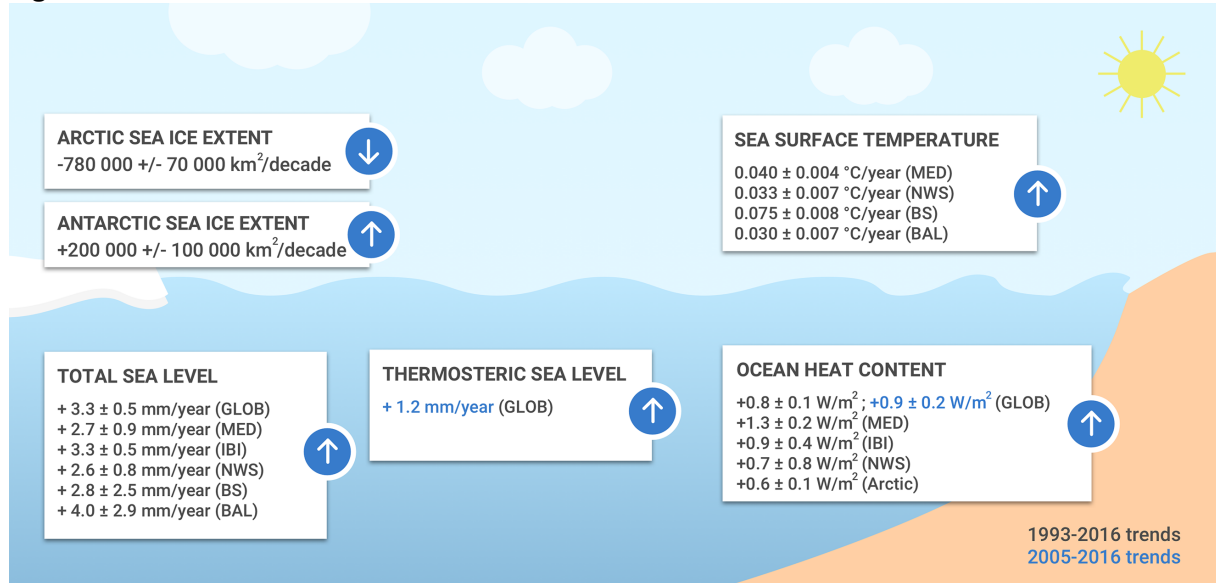 ARCTIC SEA ICE EXTENT
-780 000 +/- 70 000 km²/decade
ANTARCTIC SEA ICE EXTENT
+200 000 +/- 100 000 km²/decade
SEA SURFACE TEMPERATURE
0.040 ± 0.004 °C/year (MED)
0.033 ± 0.007 °C/year (NWS)
0.075 ± 0.008 °C/year (BS)
0.030 ± 0.007 °C/year (BAL)
TOTAL SEA LEVEL
+ 3.3 ± 0.5 mm/year (GLOB)
+ 2.7 ± 0.9 mm/year (MED)
+ 3.3 ± 0.5 mm/year (IBI)
+ 2.6 ± 0.8 mm/year (NWS)
+ 2.8 ± 2.5 mm/year (BS)
+ 4.0 ± 2.9 mm/year (BAL)
THERMOSTERIC SEA LEVEL
+ 1.2 mm/year (GLOB)
OCEAN HEAT CONTENT
+0.8 ± 0.1 W/m² ; +0.9 ± 0.2 W/m² (GLOB)
+1.3 ± 0.2 W/m² (MED)
+0.9 ± 0.4 W/m² (IBI)
+0.7 ± 0.8 W/m² (NWS)
+0.6 ± 0.1 W/m² (Arctic)
1993-2016 trends
2005-2016 trends